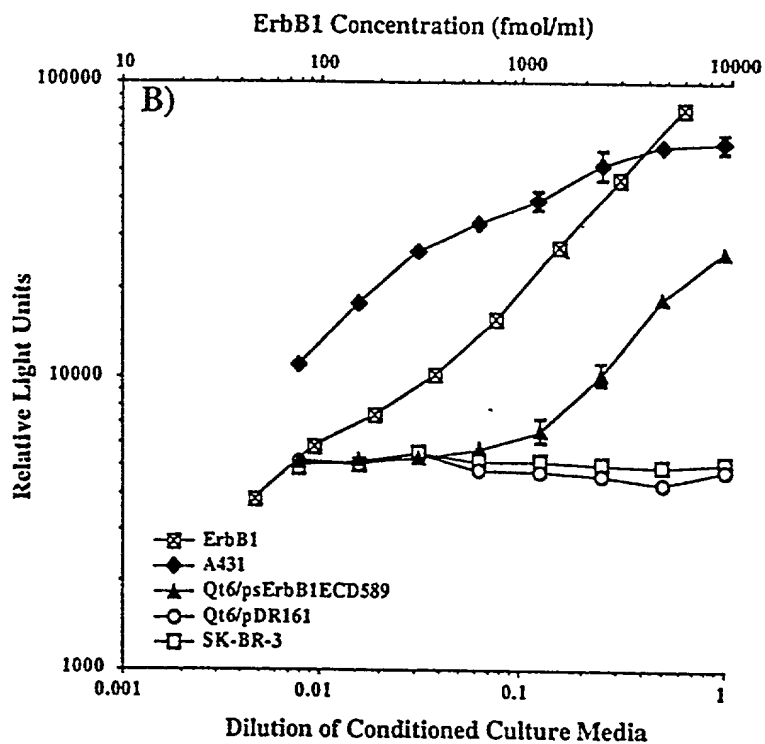 ErbB1 Concentration (fmol/ml)
10 100 1000 10000
100000
B)
10000
1000
Relative Light Units
ErbB1
A431
Qt6/psErbB1ECD589
Qt6/pDR161
SK-BR-3
0.001 0.01 0.1 1
Dilution of Conditioned Culture Media